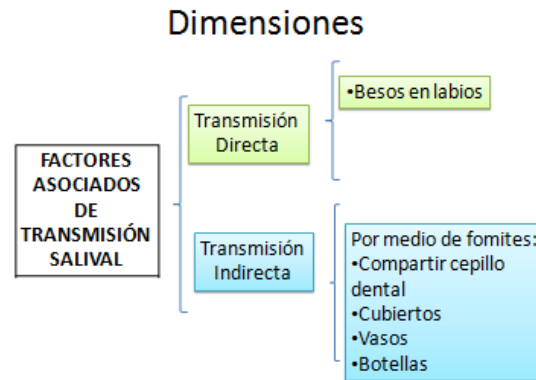 Dimensiones
•Besos en labios
Transmisión
Directa
FACTORES
ASOCIADOS
DE
TRANSMISIÓN
SALIVAL
Transmisión
Indirecta
Por medio de fomites:
•Compartir cepillo
dental
•Cubiertos
•Vasos
•Botellas